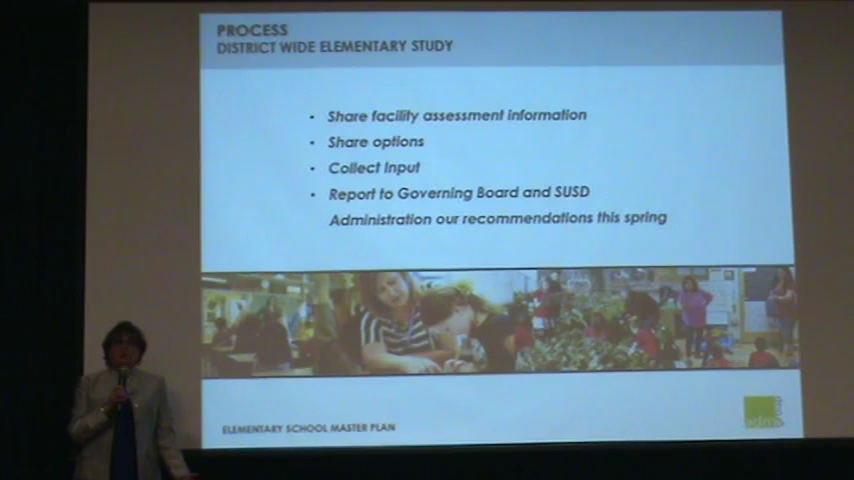 PROCESS
DISTRICT WIDE ELEMENTARY STUDY
• Share facility assessment information
• Share options
• Collect Input
• Report to Governing Board and SUSD
Administration our recommendations this spring
ELEMENTARY SCHOOL MASTER PLAN